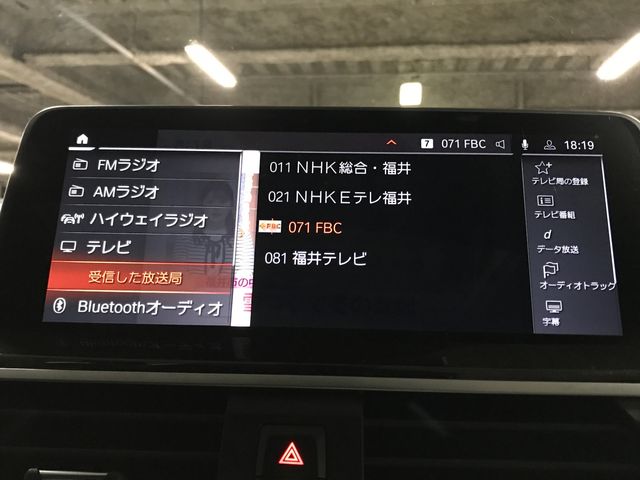 7 071 FBC
18:19
FMラジオ
AMラジオ
ハイウェイラジオ
テレビ
受信した放送局
Bluetoothオーディオ
011 NHK総合・福井
021 NHKEテレ福井
FBC 071 FBC
081 福井テレビ
テレビ局の登録
テレビ番組
d
データ放送
オーディオトラック
字幕